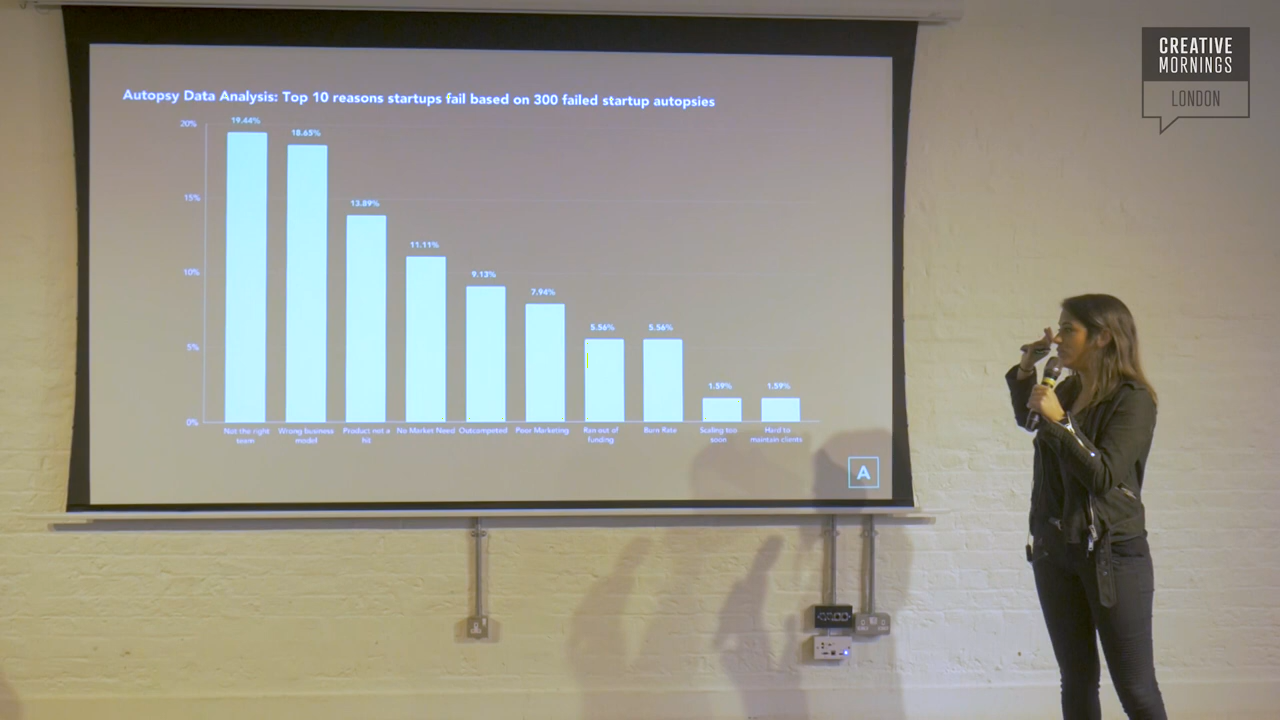 CREATIVE
MORNINGS
LONDON
Autopsy Data Analysis: Top 10 reasons startups fail based on 300 failed startup autopsies
20%
15%
10%
5%
0%
19.44%
18.65%
13.89%
11.11%
9.13%
7.94%
5.56%
5.56%
1.59%
1.59%
Not the right
team
Wrong business
model
Product not a
hit
No Market Need
Outcompeted
Poor Marketing
Ran out of
funding
Burn Rate
Scaling too
soon
Hard to
maintain clients
A